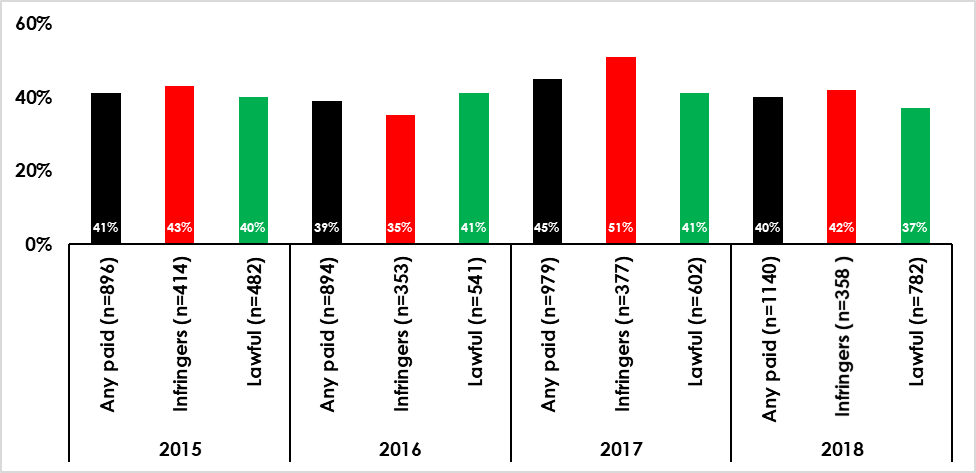 60%
40%
20%
0%
41%
43%
40%
39%
35%
41%
45%
51%
41%
40%
42%
37%
Any paid (n=896)
Infringers (n=414)
Lawful (n=482)
Any paid (n=894)
Infringers (n=353)
Lawful (n=541)
Any paid (n=979)
Infringers (n=377)
Lawful (n=602)
Any paid (n=1140)
Infringers (n=358 )
Lawful (n=782)
2015
2016
2017
2018